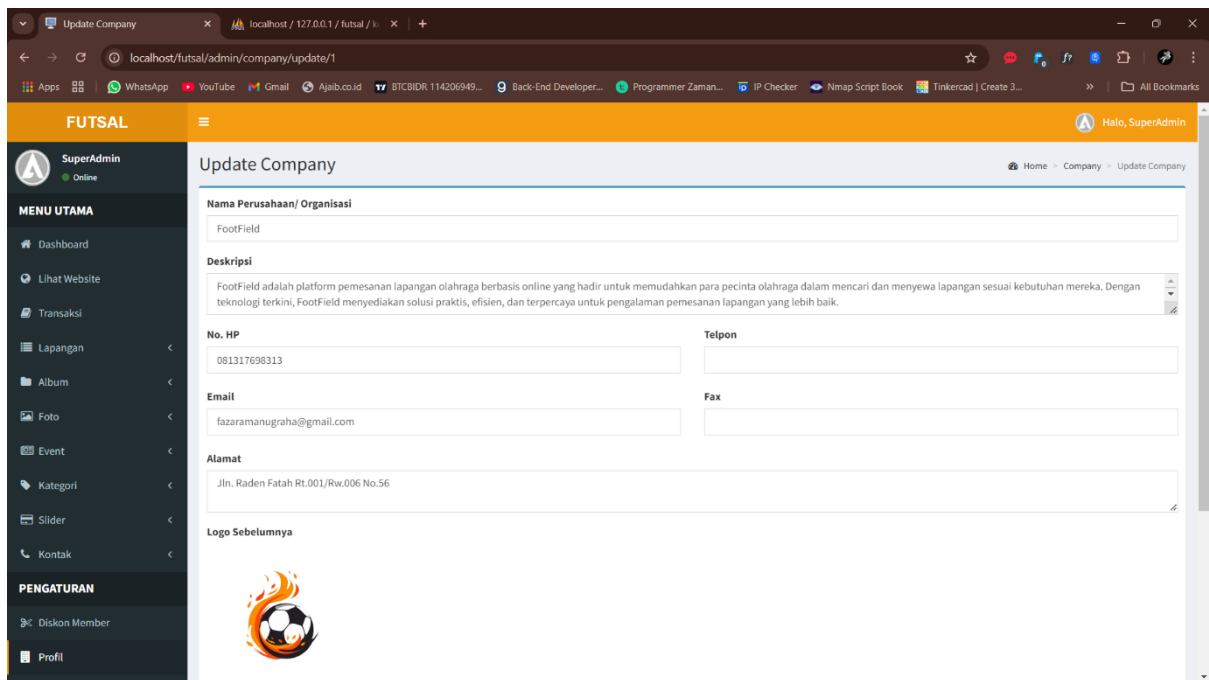 Update Company
localhost / 127.0.0.1 / futsal / k
localhost/futsal/admin/company/update/1
Apps
WhatsApp
YouTube
Gmail
Ajaib.co.id
BTCBIDR 114206949...
Back-End Developer...
Programmer Zaman...
IP Checker
Nmap Script Book
Tinkercad | Create 3...
All Bookmarks
FUTSAL
Halo, SuperAdmin
SuperAdmin
Online
MENU UTAMA
Dashboard
Lihat Website
Transaksi
Lapangan
Album
Foto
Event
Kategori
Slider
Kontak
PENGATURAN
Diskon Member
Profil
Update Company
Home > Company > Update Company
Nama Perusahaan/ Organisasi
FootField
Deskripsi
FootField adalah platform pemesanan lapangan olahraga berbasis online yang hadir untuk memudahkan para pecinta olahraga dalam mencari dan menyewa lapangan sesuai kebutuhan mereka. Dengan
teknologi terkini, FootField menyediakan solusi praktis, efisien, dan terpercaya untuk pengalaman pemesanan lapangan yang lebih baik.
No. HP
081317698313
Telpon
Email
fazaramanugraha@gmail.com
Fax
Alamat
Jln. Raden Fatah Rt.001/Rw.006 No.56
Logo Sebelumnya